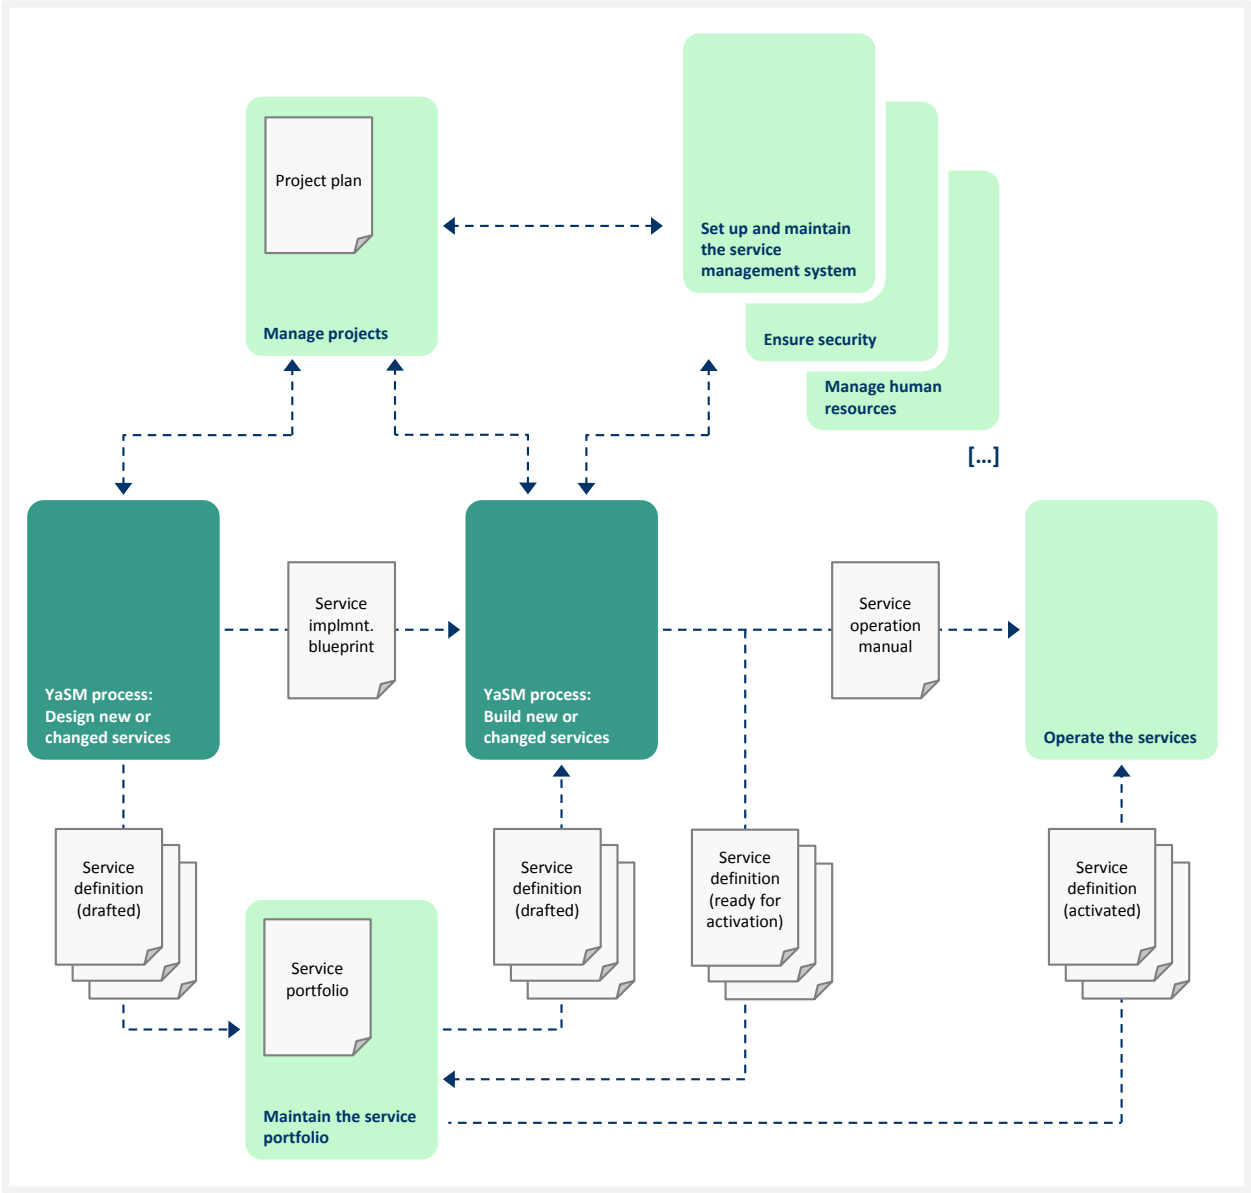 Project plan
Manage projects
Set up and maintain
the service
management system
Ensure security
Manage human
resources
[...]
YaSM process:
Design new or
changed services
Service
implmnt.
blueprint
YaSM process:
Build new or
changed services
Service
operation
manual
Operate the services
Service
definition
(drafted)
Service
portfolio
Maintain the service
portfolio
Service
definition
(drafted)
Service
definition
(ready for
activation)
Service
definition
(activated)